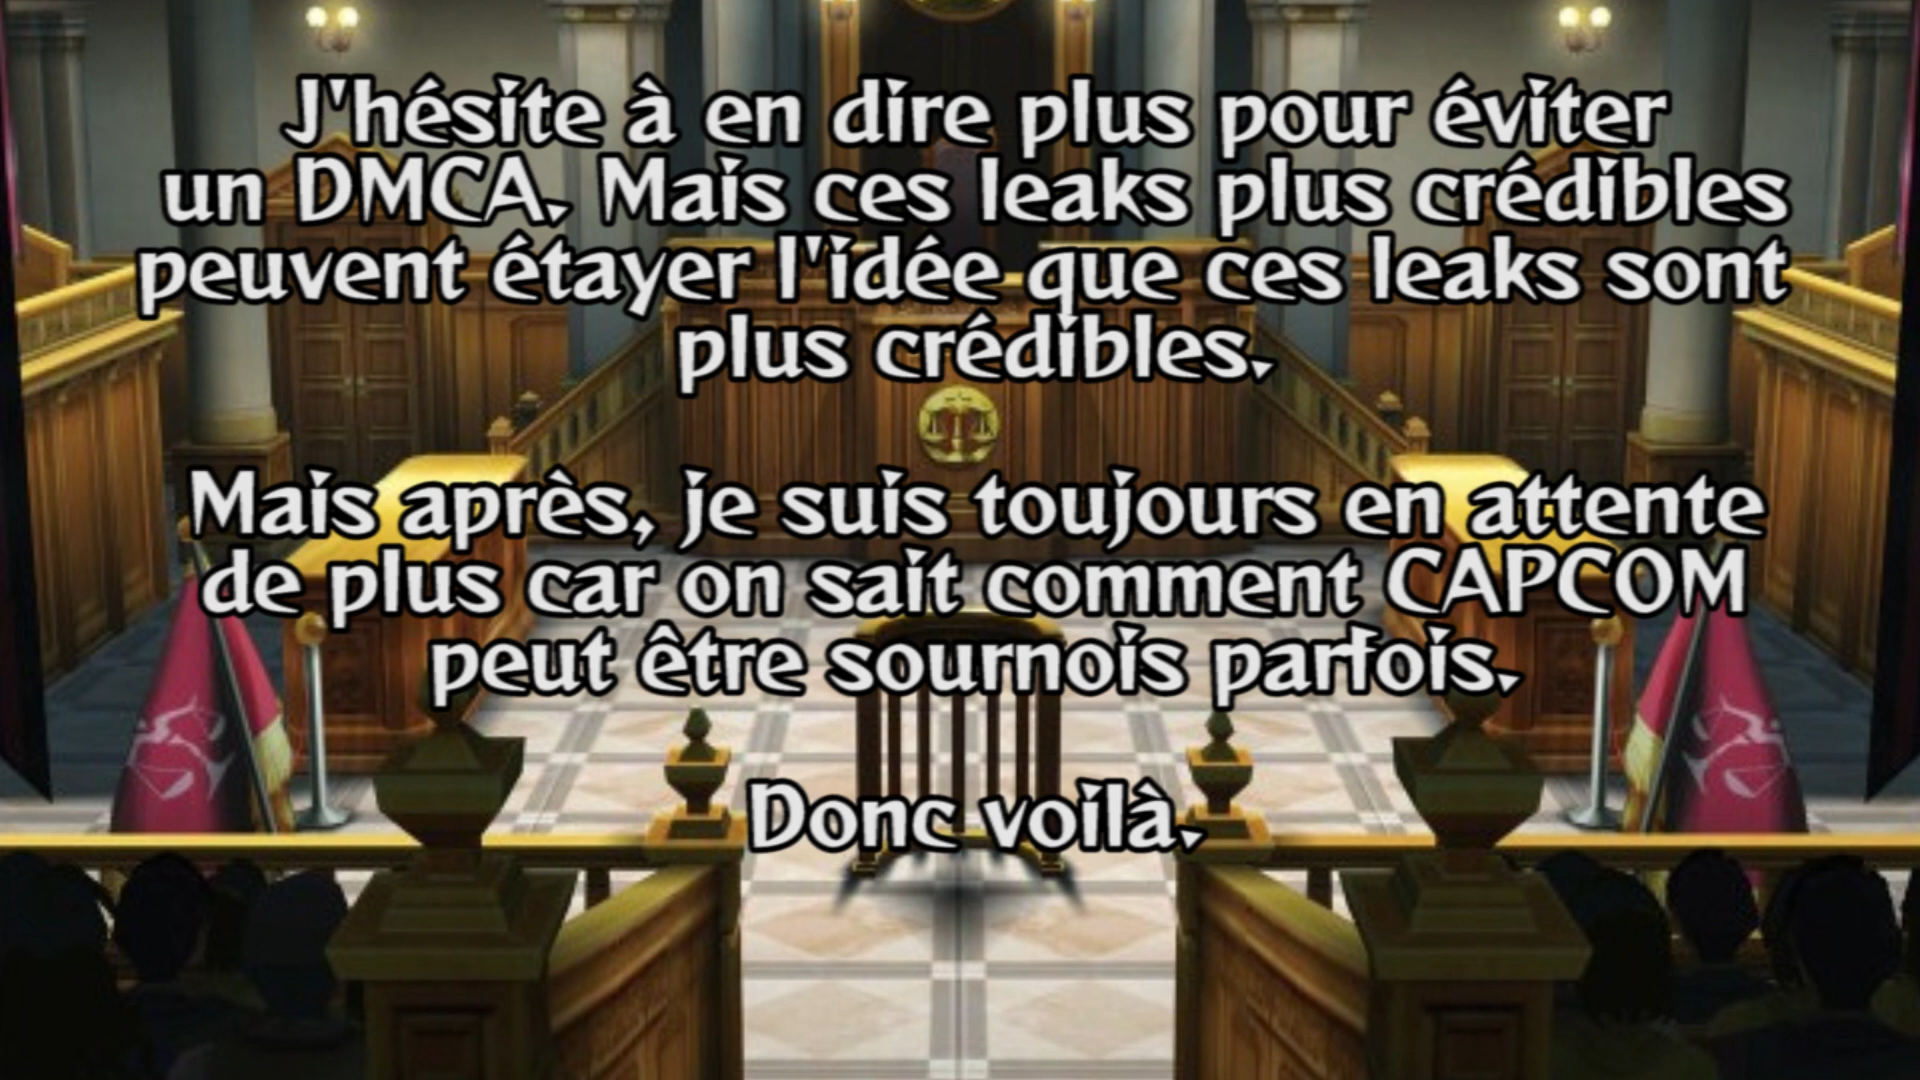 J'hésite à en dire plus pour éviter
un DMCA. Mais ces leaks plus crédibles
peuvent étayer l'idée que ces leaks sont
plus crédibles.
Mais après, je suis toujours en attente
de plus car on sait comment CAPCOM
peut être sournois parfois.
Donc voilà.